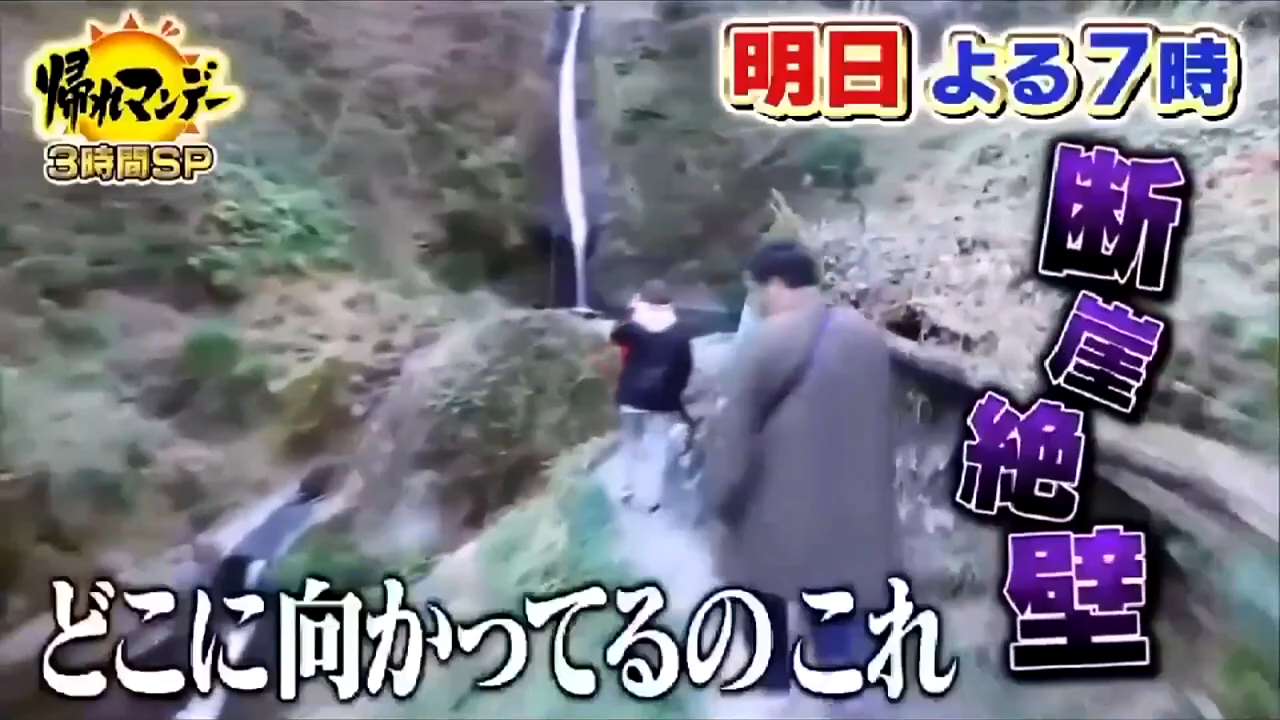 帰れマンデー
3時間SP
明日 よる7時
断崖絶壁
どこに向かってるの これ